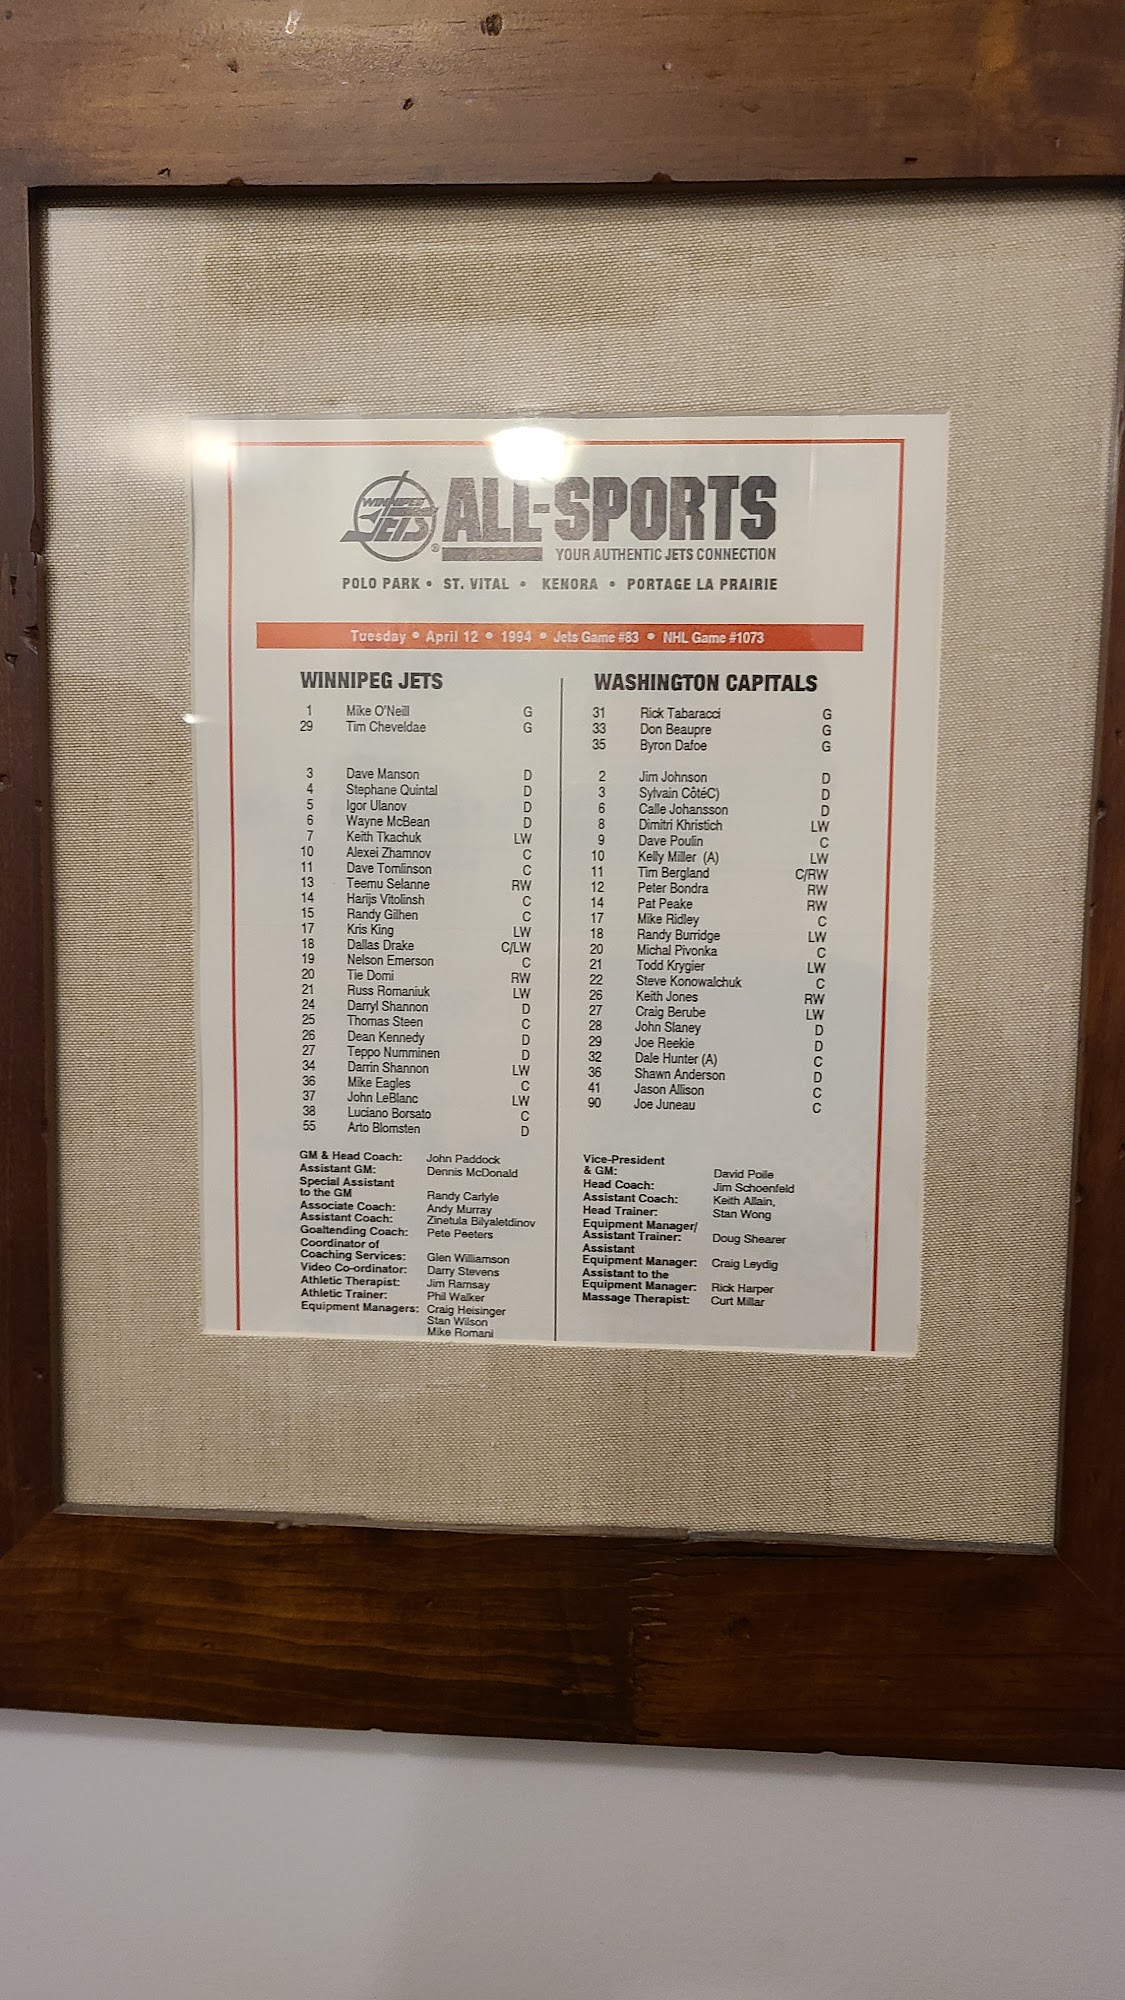 WINNIPEG JETS ® ALL-SPORTS
YOUR AUTHENTIC JETS CONNECTION
POLO PARK • ST. VITAL • KENORA • PORTAGE LA PRAIRIE
Tuesday • April 12 • 1994 • Jets Game #83 • NHL Game #1073
WINNIPEG JETS
1 Mike O'Neill G
29 Tim Cheveldae G
3 Dave Manson D
4 Stephane Quintal D
5 Igor Ulanov D
6 Wayne McBean D
7 Keith Tkachuk LW
10 Alexei Zhamnov C
11 Dave Tomlinson C
13 Teemu Selanne RW
14 Harijs Vitolinsh C
15 Randy Gilhen C
17 Kris King LW
18 Dallas Drake C/LW
19 Nelson Emerson C
20 Tie Domi RW
21 Russ Romaniuk LW
24 Darryl Shannon D
25 Thomas Steen C
26 Dean Kennedy D
27 Teppo Numminen D
34 Darrin Shannon LW
36 Mike Eagles C
37 John LeBlanc LW
38 Luciano Borsato C
55 Arto Blomsten D
GM & Head Coach: John Paddock
Assistant GM: Dennis McDonald
Special Assistant
to the GM Randy Carlyle
Associate Coach: Andy Murray
Assistant Coach: Zinetula Bilyaletdinov
Goaltending Coach: Pete Peeters
Coordinator of
Coaching Services: Glen Williamson
Video Co-ordinator: Darry Stevens
Athletic Therapist: Jim Ramsay
Athletic Trainer: Phil Walker
Equipment Managers: Craig Heisinger
Stan Wilson
Mike Romani
WASHINGTON CAPITALS
31 Rick Tabaracci G
33 Don Beaupre G
35 Byron Dafoe G
2 Jim Johnson D
3 Sylvain CôtéC) D
6 Calle Johansson D
8 Dimitri Khristich LW
9 Dave Poulin C
10 Kelly Miller (A) LW
11 Tim Bergland C/RW
12 Peter Bondra RW
14 Pat Peake RW
17 Mike Ridley C
18 Randy Burridge LW
20 Michal Pivonka C
21 Todd Krygier LW
22 Steve Konowalchuk C
26 Keith Jones RW
27 Craig Berube LW
28 John Slaney D
29 Joe Reekie D
32 Dale Hunter (A) C
36 Shawn Anderson D
41 Jason Allison C
90 Joe Juneau C
Vice-President
& GM: David Poile
Head Coach: Jim Schoenfeld
Assistant Coach: Keith Allain,
Head Trainer: Stan Wong
Equipment Manager/
Assistant Trainer: Doug Shearer
Assistant
Equipment Manager: Craig Leydig
Assistant to the
Equipment Manager: Rick Harper
Massage Therapist: Curt Millar